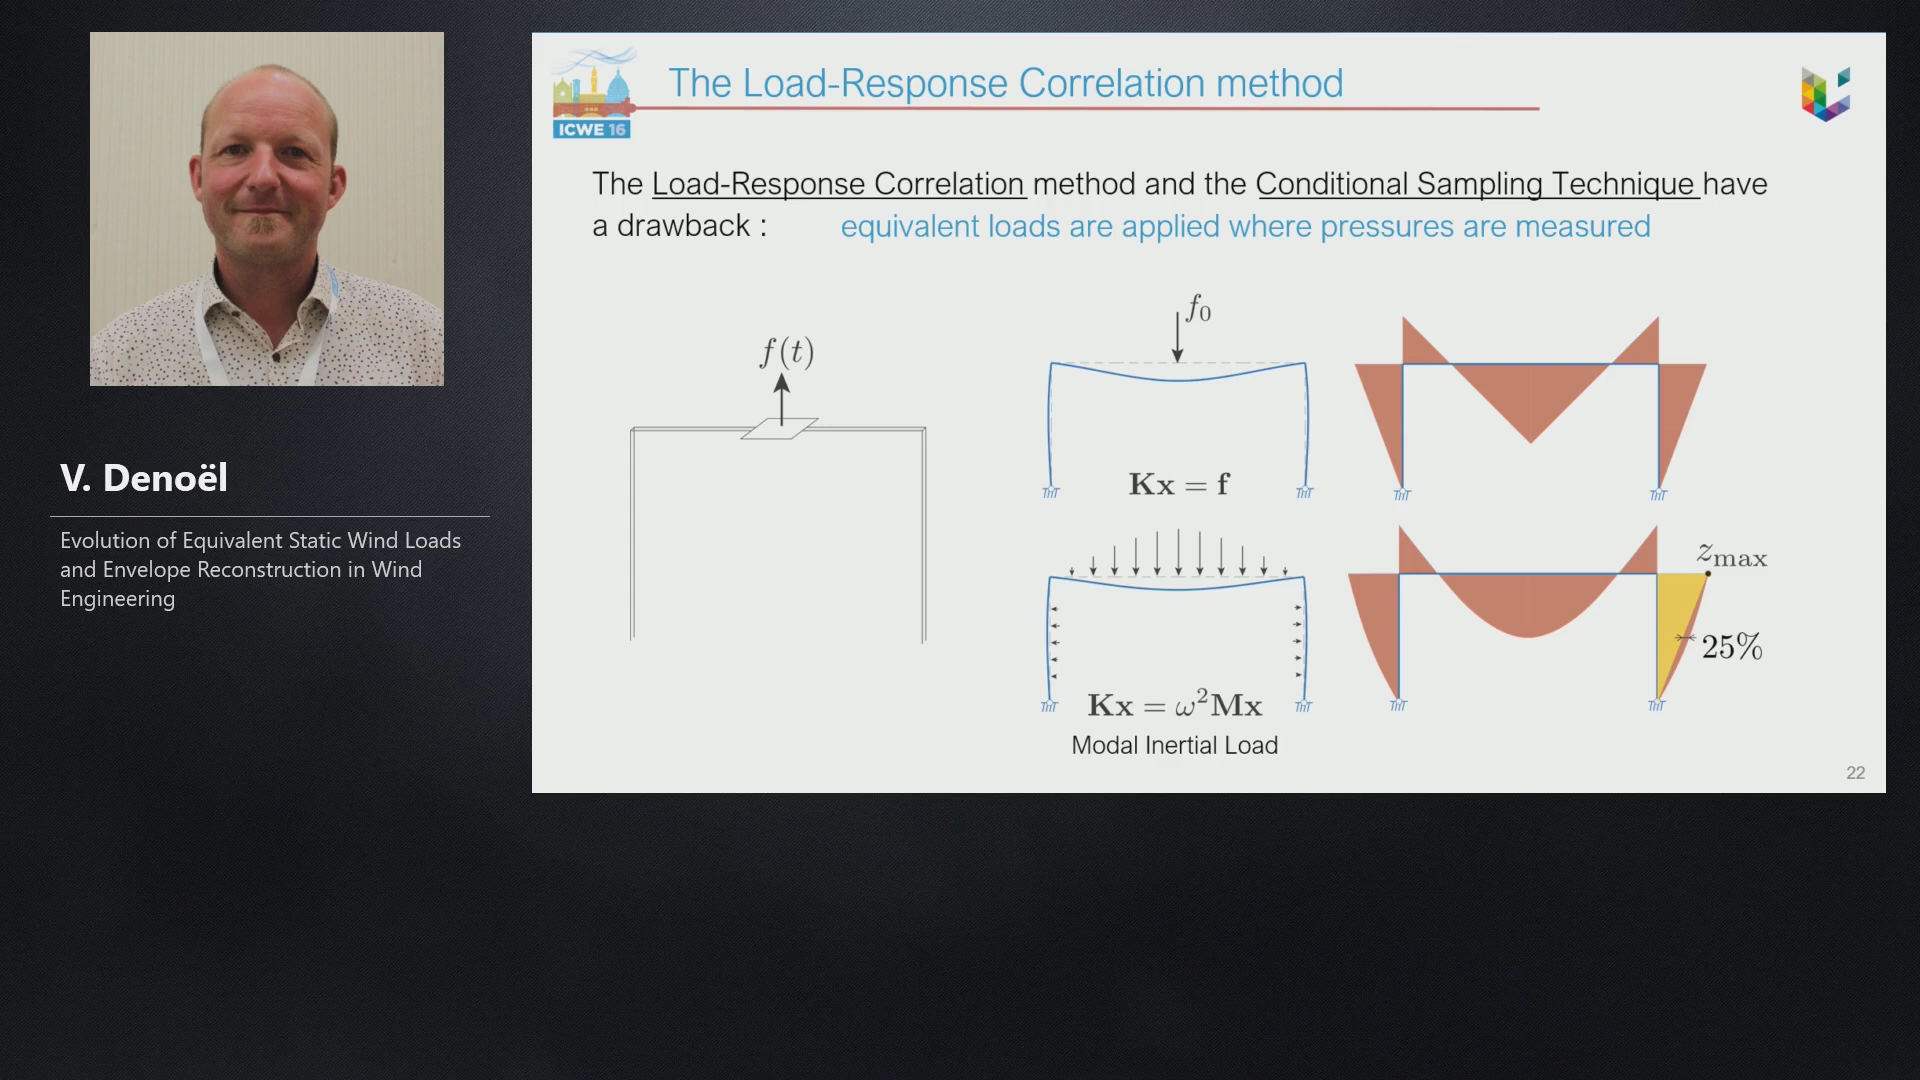 V. Denoël
Evolution of Equivalent Static Wind Loads
and Envelope Reconstruction in Wind
Engineering
ICWE 16
The Load-Response Correlation method
The Load-Response Correlation method and the Conditional Sampling Technique have
a drawback : equivalent loads are applied where pressures are measured
f(t)
f₀
Kx = f
z_max
25%
Kx = ω²Mx
Modal Inertial Load
22